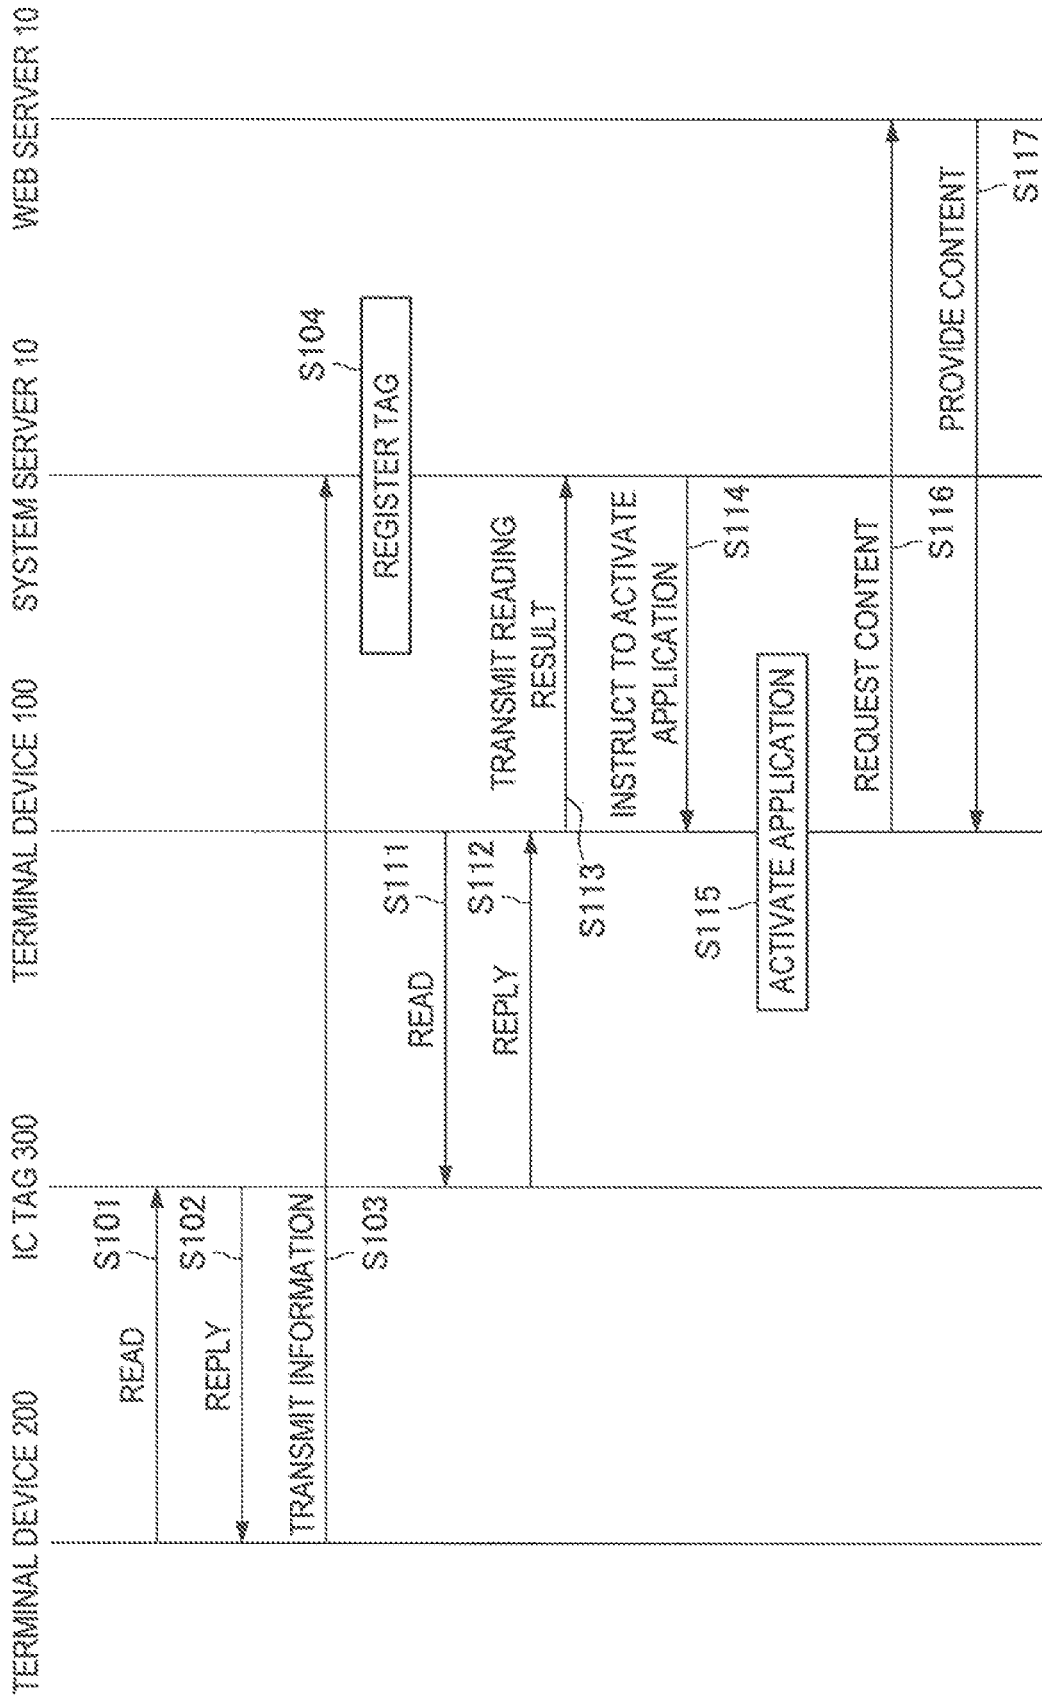 TERMINAL DEVICE 200
IC TAG 300
TERMINAL DEVICE 100
SYSTEM SERVER 10
WEB SERVER 10
READ
S101
REPLY
S102
TRANSMIT INFORMATION
S103
S104
REGISTER TAG
READ
S111
REPLY
S112
TRANSMIT READING
RESULT
S113
INSTRUCT TO ACTIVATE
APPLICATION
S114
S115
ACTIVATE APPLICATION
REQUEST CONTENT
S116
PROVIDE CONTENT
S117